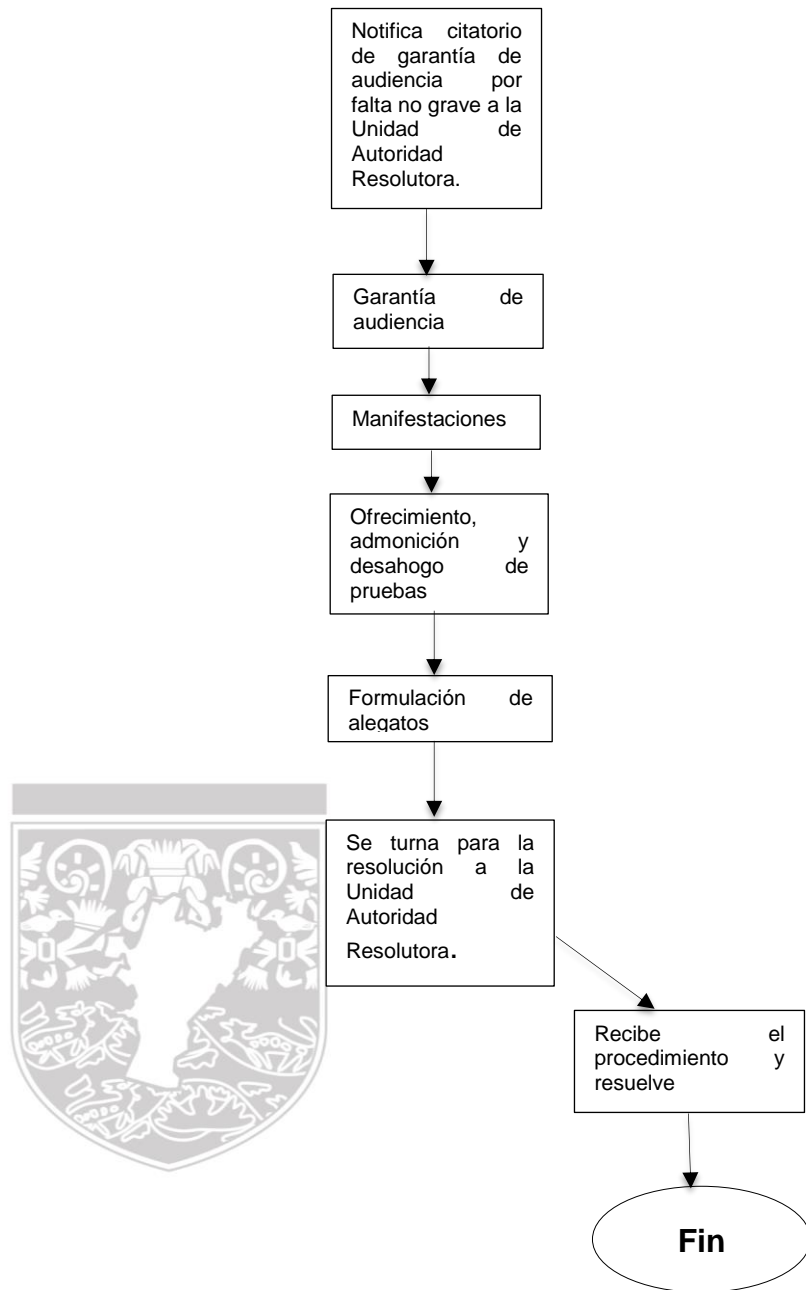 Notifica citatorio
de garantía de
audiencia por
falta no grave a la
Unidad de
Autoridad
Resolutora.
Garantía de
audiencia
Manifestaciones
Ofrecimiento,
admonición y
desahogo de
pruebas
Formulación de
alegatos
Se turna para la
resolución a la
Unidad de
Autoridad
Resolutora.
Recibe el
procedimiento y
resuelve
Fin